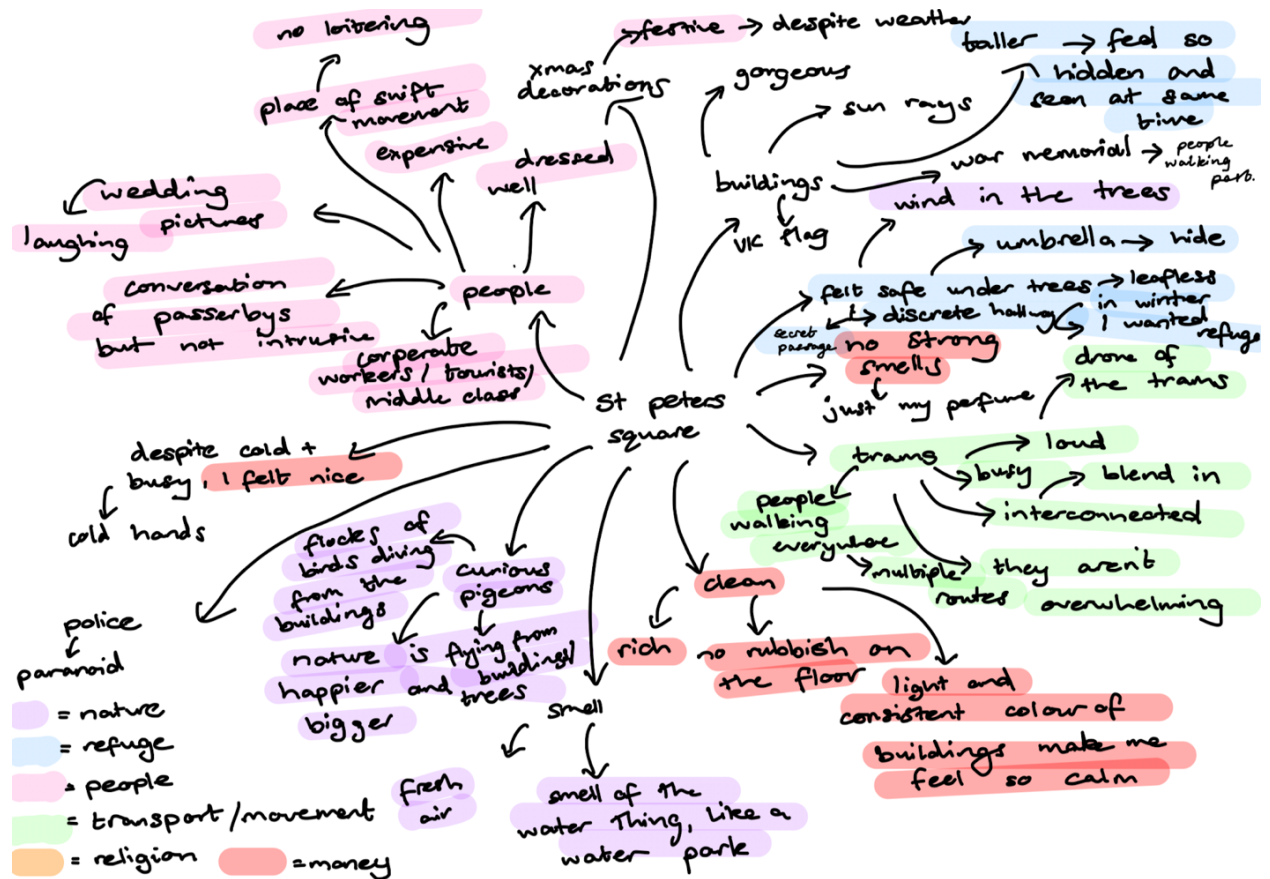 no loitering
place of swift
movement
expensive
dressed
well
wedding
pictures
laughing
conversation
of passerbys
but not intrusive
people
corperate
workers/tourists/
middle class
xmas
decorations
festive → despite weather
gorgeous
sun rays
taller → feel so
hidden and
seen at same
time
war memorial → people
walking
past.
buildings
VIC flag
wind in the trees
umbrella → hide
felt safe under trees → leafless
in winter
I wanted
refuge
discrete hallway
secret
passage
no strong
smells
just my perfume
St peters
square
drone of
the trams
trams
loud
busy
blend in
interconnected
people
walking
everywhere
multiple
routes
they aren't
overwhelming
despite cold +
busy, I felt nice
cold hands
police
paranoid
flocks of
birds diving
from the
buildings
curious
pigeons
nature is flying from
happier and buildings/
trees
bigger
clean
rich
no rubbish on
the floor
light and
consistent colour of
buildings make me
feel so calm
smell
fresh
air
smell of the
water thing, like a
water park
= nature
= refuge
= people
= transport/movement
= religion
= money